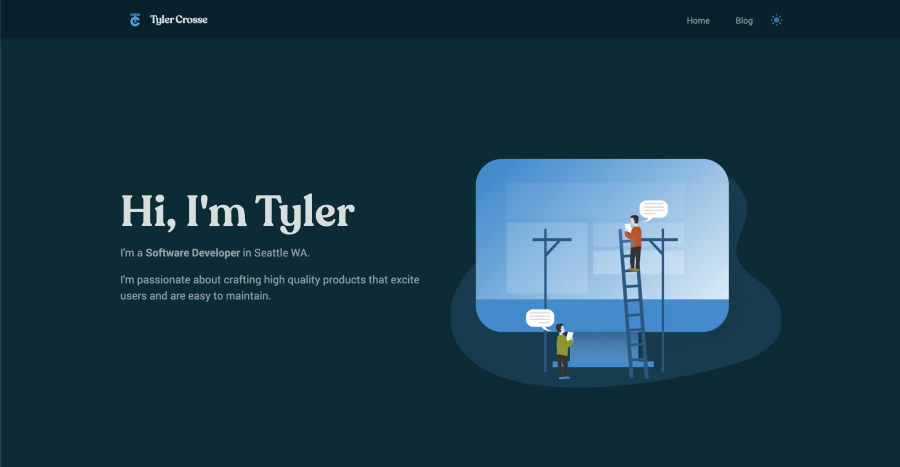 Tyler Crosse
Home
Blog
Hi, I'm Tyler
I'm a Software Developer in Seattle WA.
I'm passionate about crafting high quality products that excite
users and are easy to maintain.